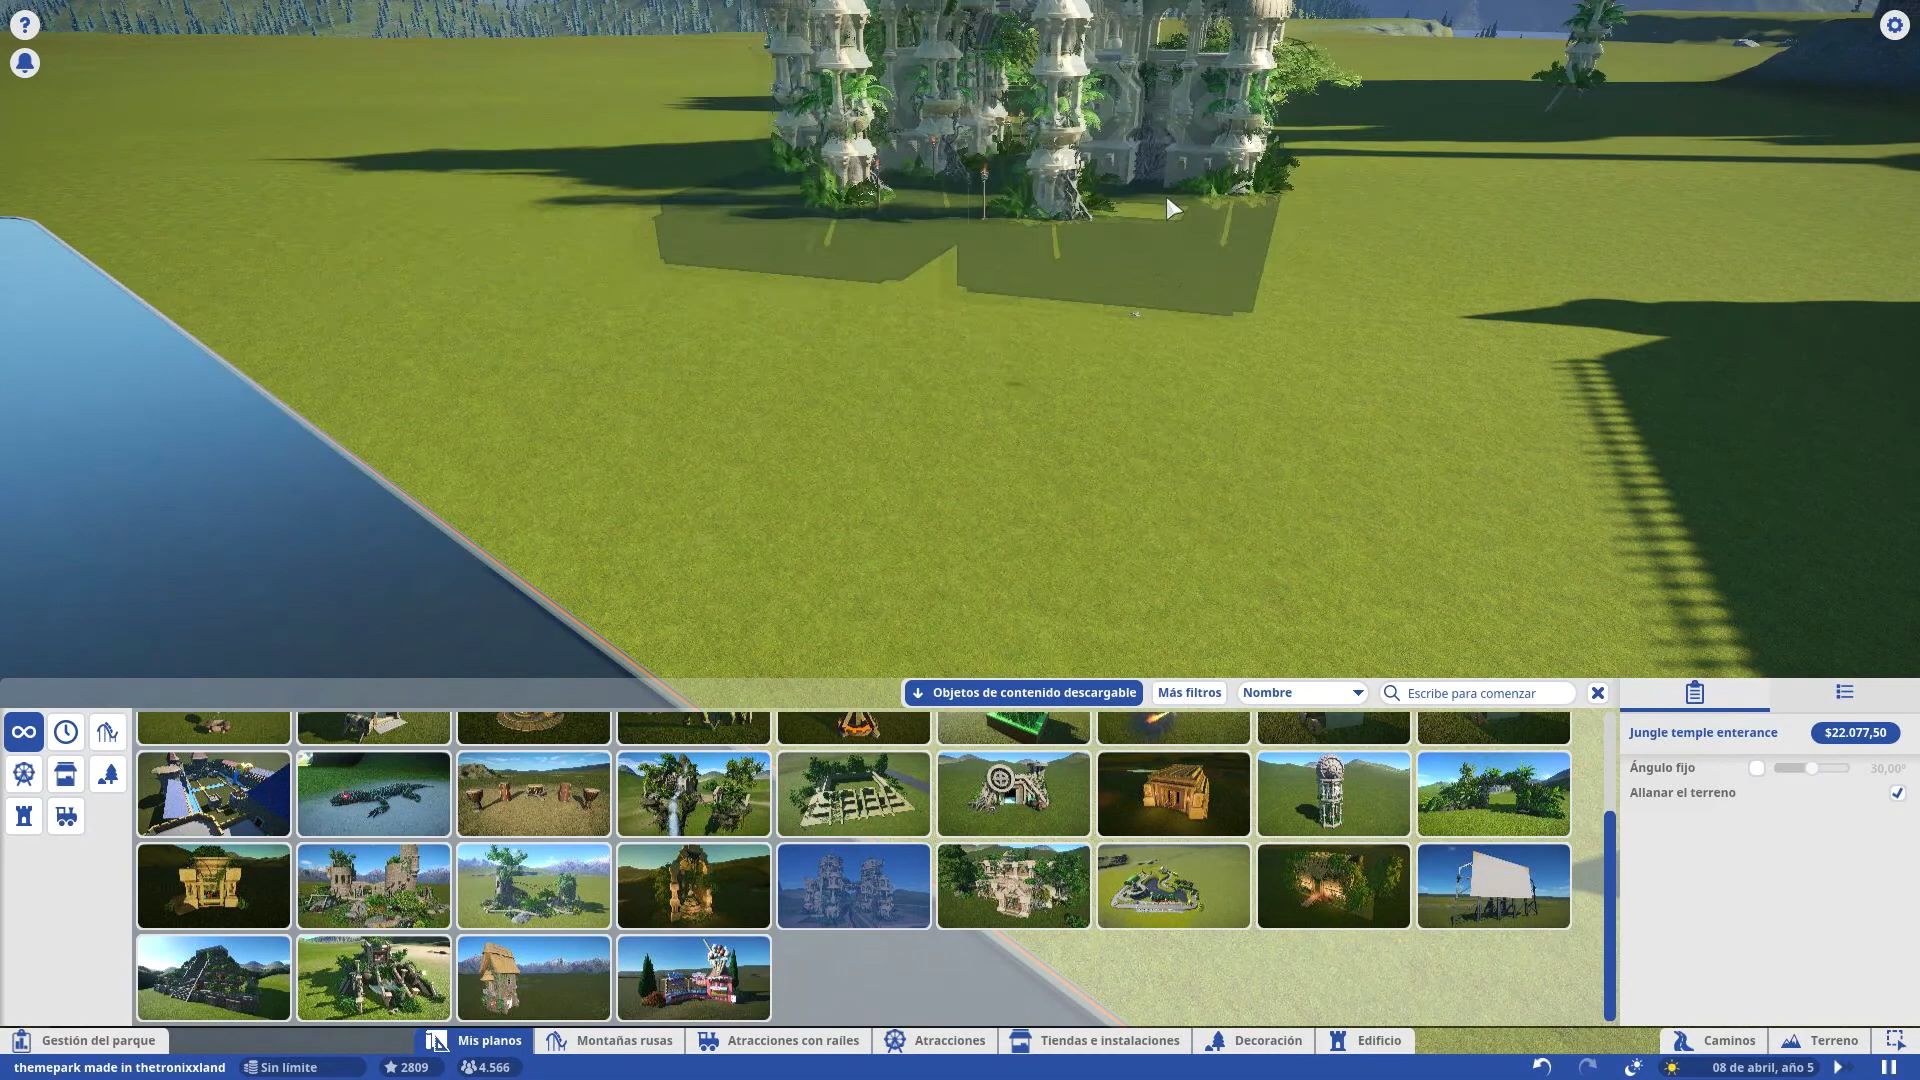 ?
Objetos de contenido descargable
Más filtros
Nombre
Escribe para comenzar
Jungle temple enterance
$22.077,50
Ángulo fijo
30,00°
Allanar el terreno
Gestión del parque
Mis planos
Montañas rusas
Atracciones con raíles
Atracciones
Tiendas e instalaciones
Decoración
Edificio
Caminos
Terreno
themepark made in thetronixxland
Sin límite
2809
4.566
08 de abril, año 5